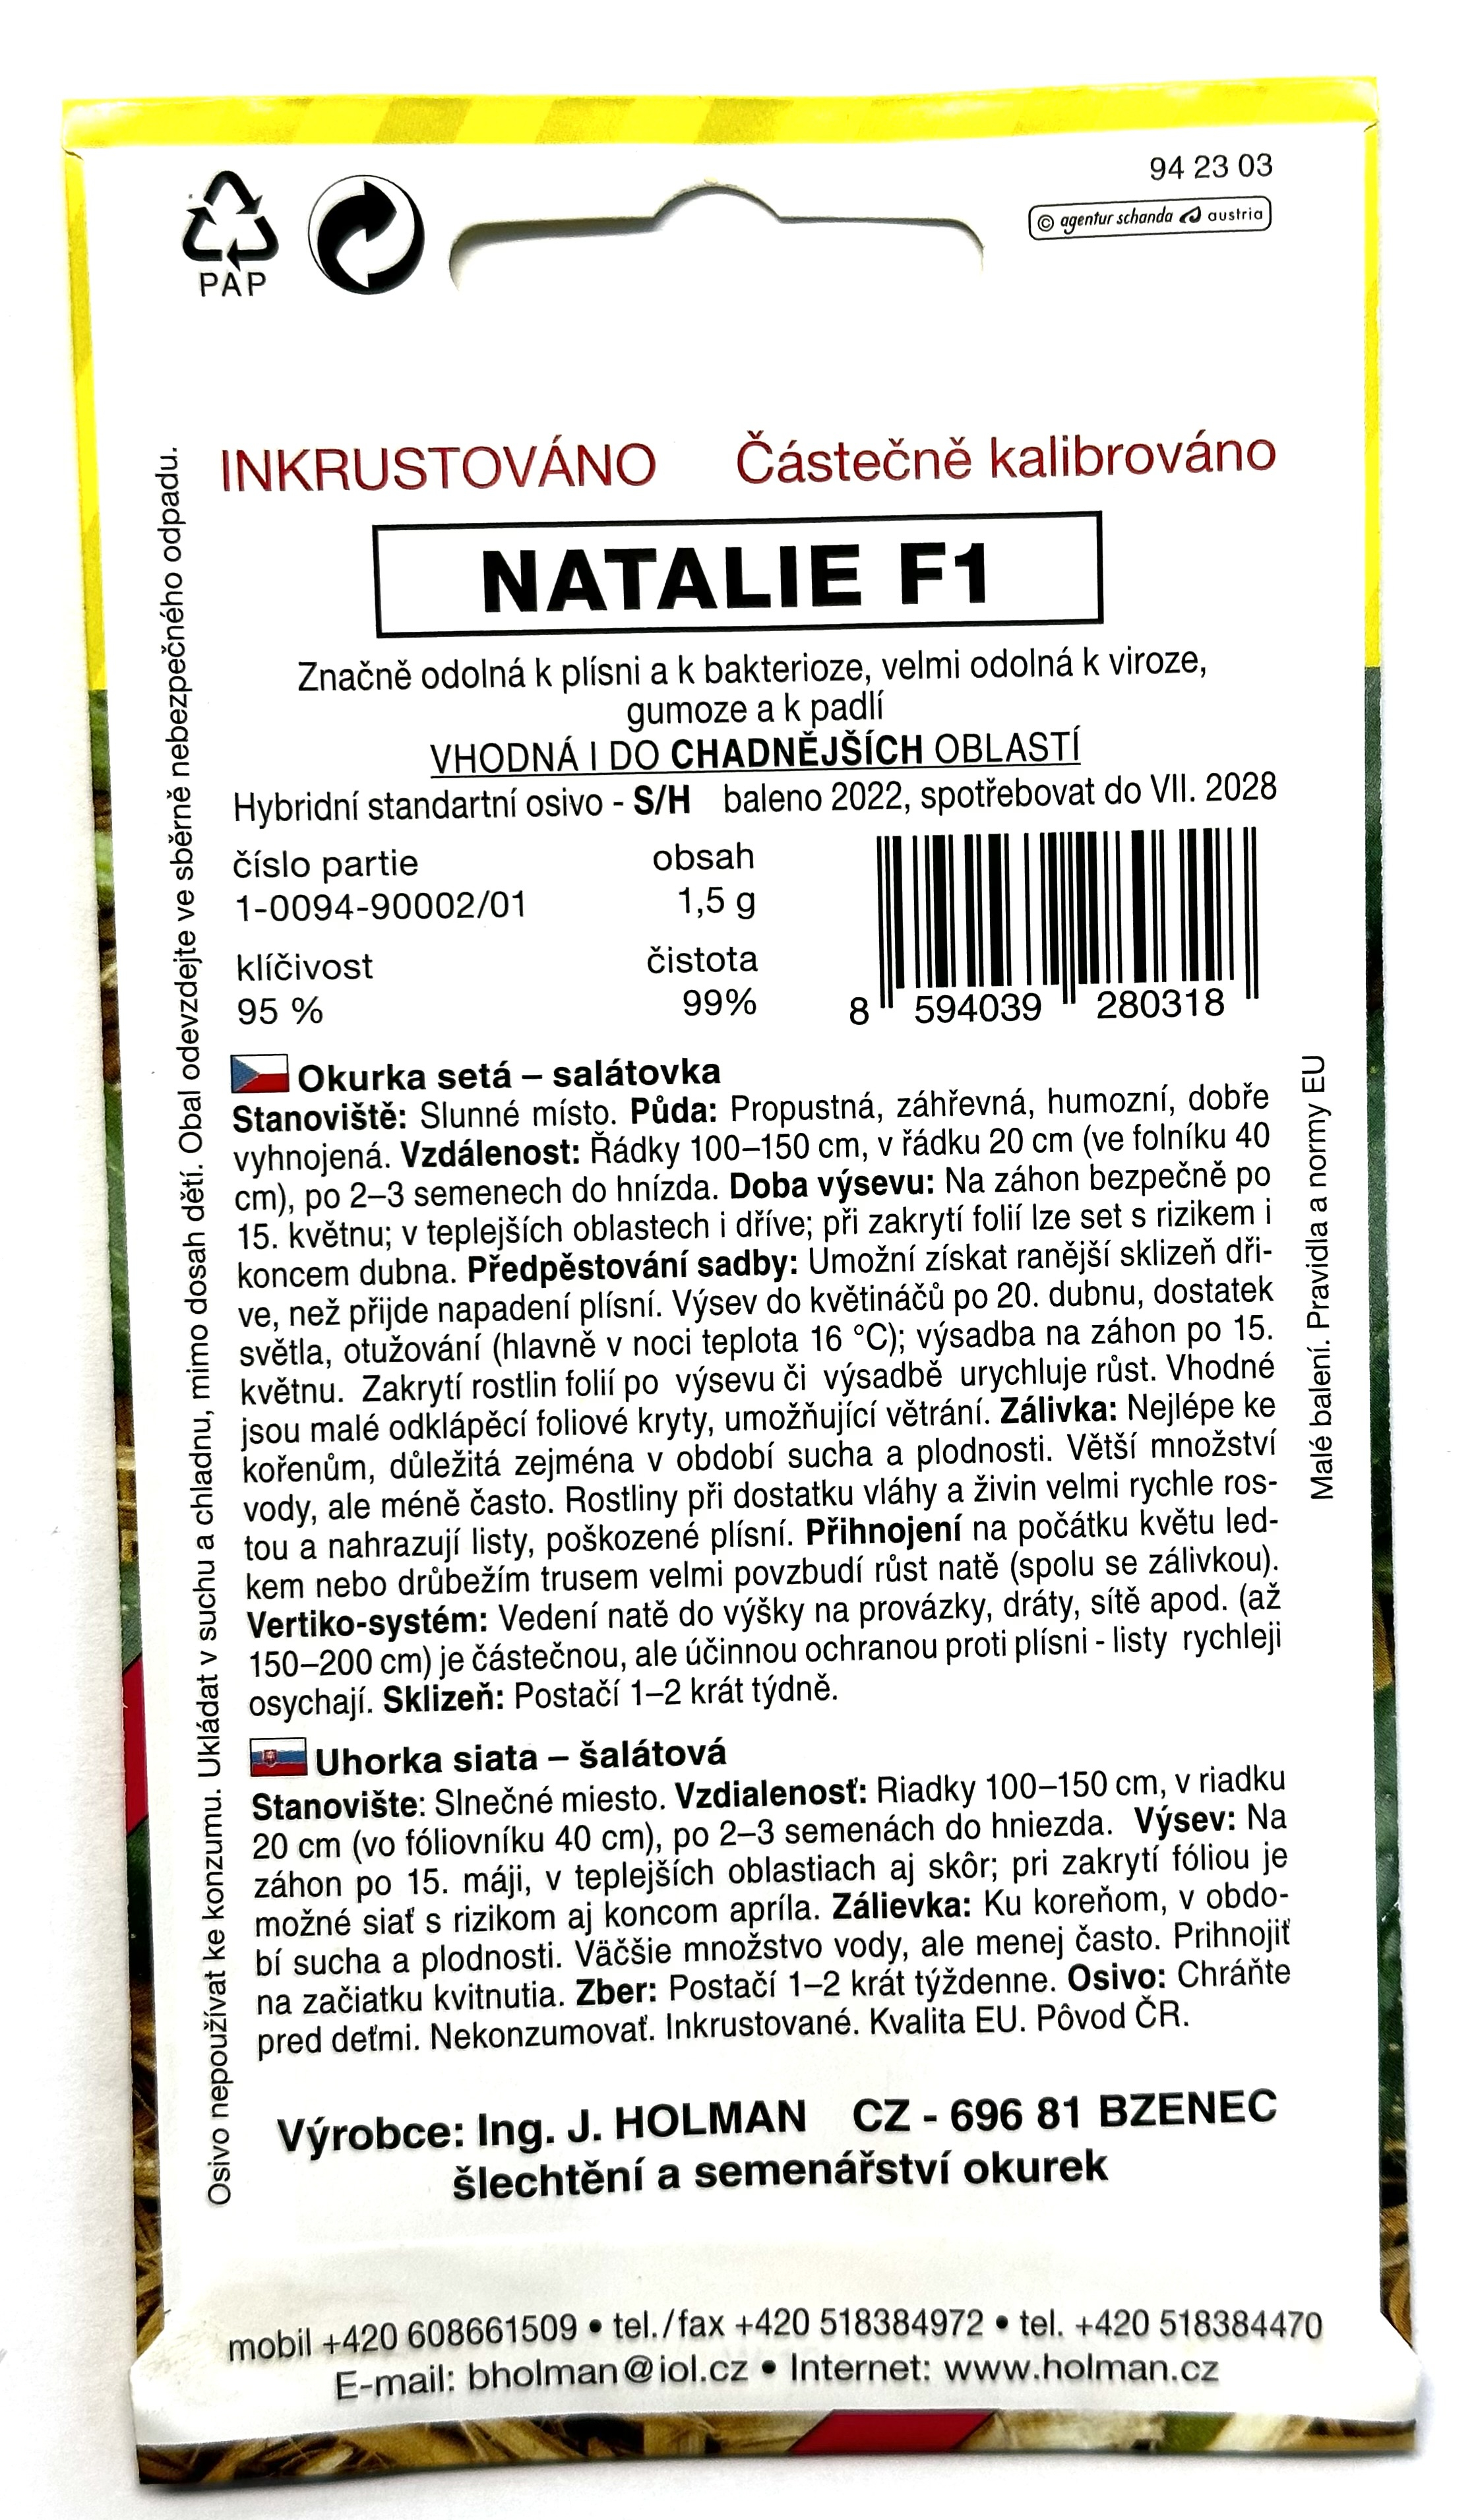 94 23 03
© agentur schanda austria
PAP
INKRUSTOVÁNO Částečně kalibrováno
NATALIE F1
Značně odolná k plísni a k bakterioze, velmi odolná k viroze,
gumoze a k padlí
VHODNÁ I DO CHADNĚJŠÍCH OBLASTÍ
Hybridní standartní osivo - S/H baleno 2022, spotřebovat do VII. 2028
číslo partie obsah
1-0094-90002/01 1,5 g
klíčivost čistota
95 % 99%
8 594039 280318
Okurka setá – salátovka
Stanoviště: Slunné místo. Půda: Propustná, záhřevná, humozní, dobře
vyhnojená. Vzdálenost: Řádky 100–150 cm, v řádku 20 cm (ve folníku 40
cm), po 2–3 semenech do hnízda. Doba výsevu: Na záhon bezpečně po
15. květnu; v teplejších oblastech i dříve; při zakrytí folií lze set s rizikem i
koncem dubna. Předpěstování sadby: Umožní získat ranější sklizeň dři-
ve, než přijde napadení plísní. Výsev do květináčů po 20. dubnu, dostatek
světla, otužování (hlavně v noci teplota 16 °C); výsadba na záhon po 15.
květnu. Zakrytí rostlin folií po výsevu či výsadbě urychluje růst. Vhodné
jsou malé odklápěcí foliové kryty, umožňující větrání. Zálivka: Nejlépe ke
kořenům, důležitá zejména v období sucha a plodnosti. Větší množství
vody, ale méně často. Rostliny při dostatku vláhy a živin velmi rychle ros-
tou a nahrazují listy, poškozené plísní. Přihnojení na počátku květu led-
kem nebo drůbežím trusem velmi povzbudí růst natě (spolu se zálivkou).
Vertiko-systém: Vedení natě do výšky na provázky, dráty, sítě apod. (až
150–200 cm) je částečnou, ale účinnou ochranou proti plísni - listy rychleji
osychají. Sklizeň: Postačí 1–2 krát týdně.
Uhorka siata – šalátová
Stanovište: Slnečné miesto. Vzdialenosť: Riadky 100–150 cm, v riadku
20 cm (vo fóliovníku 40 cm), po 2–3 semenách do hniezda. Výsev: Na
záhon po 15. máji, v teplejších oblastiach aj skôr; pri zakrytí fóliou je
možné siať s rizikom aj koncom apríla. Zálievka: Ku koreňom, v obdo-
bí sucha a plodnosti. Väčšie množstvo vody, ale menej často. Prihnojiť
na začiatku kvitnutia. Zber: Postačí 1–2 krát týždenne. Osivo: Chráňte
pred deťmi. Nekonzumovať. Inkrustované. Kvalita EU. Pôvod ČR.
Výrobce: Ing. J. HOLMAN CZ - 696 81 BZENEC
šlechtění a semenářství okurek
mobil +420 608661509 • tel./fax +420 518384972 • tel. +420 518384470
E-mail: bholman@iol.cz • Internet: www.holman.cz
Osivo nepoužívat ke konzumu. Ukládat v suchu a chladnu, mimo dosah dětí. Obal odevzdejte ve sběrně nebezpečného odpadu.
Malé balení. Pravidla a normy EU